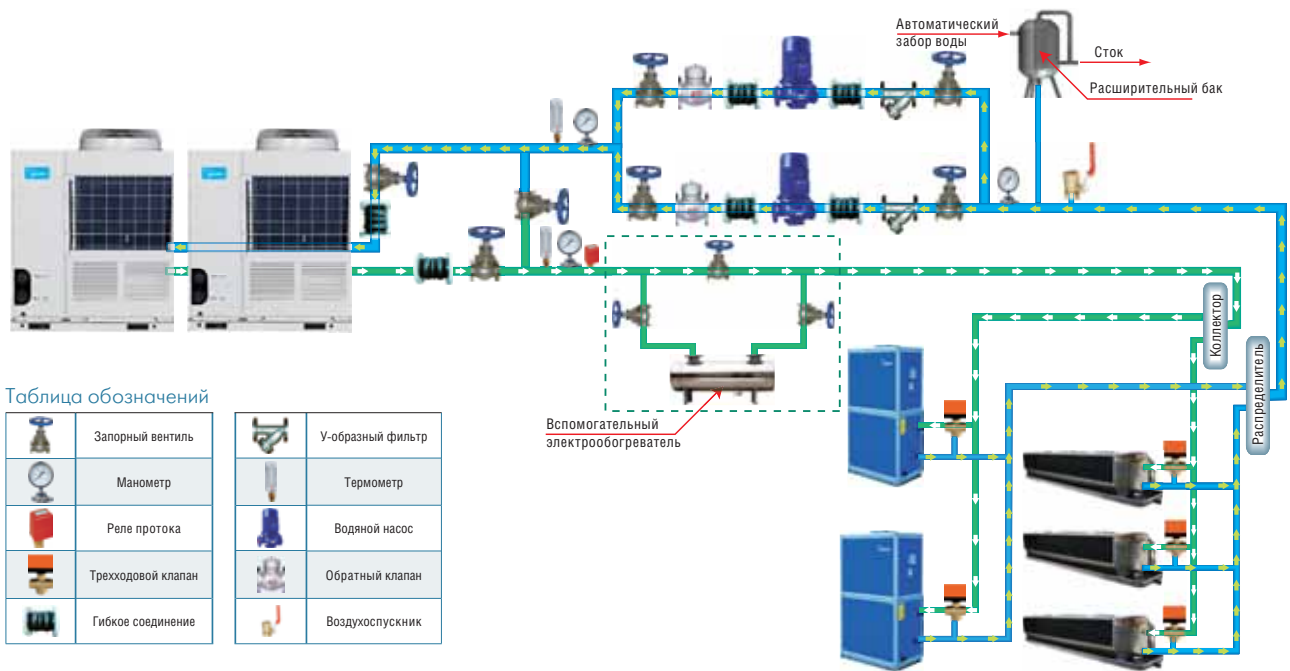 Автоматический
забор воды
Сток
Расширительный бак
Коллектор
Распределитель
Вспомогательный
электрообогреватель
Таблица обозначений
Запорный вентиль
У-образный фильтр
Манометр
Термометр
Реле протока
Водяной насос
Трехходовой клапан
Обратный клапан
Гибкое соединение
Воздухоспускник